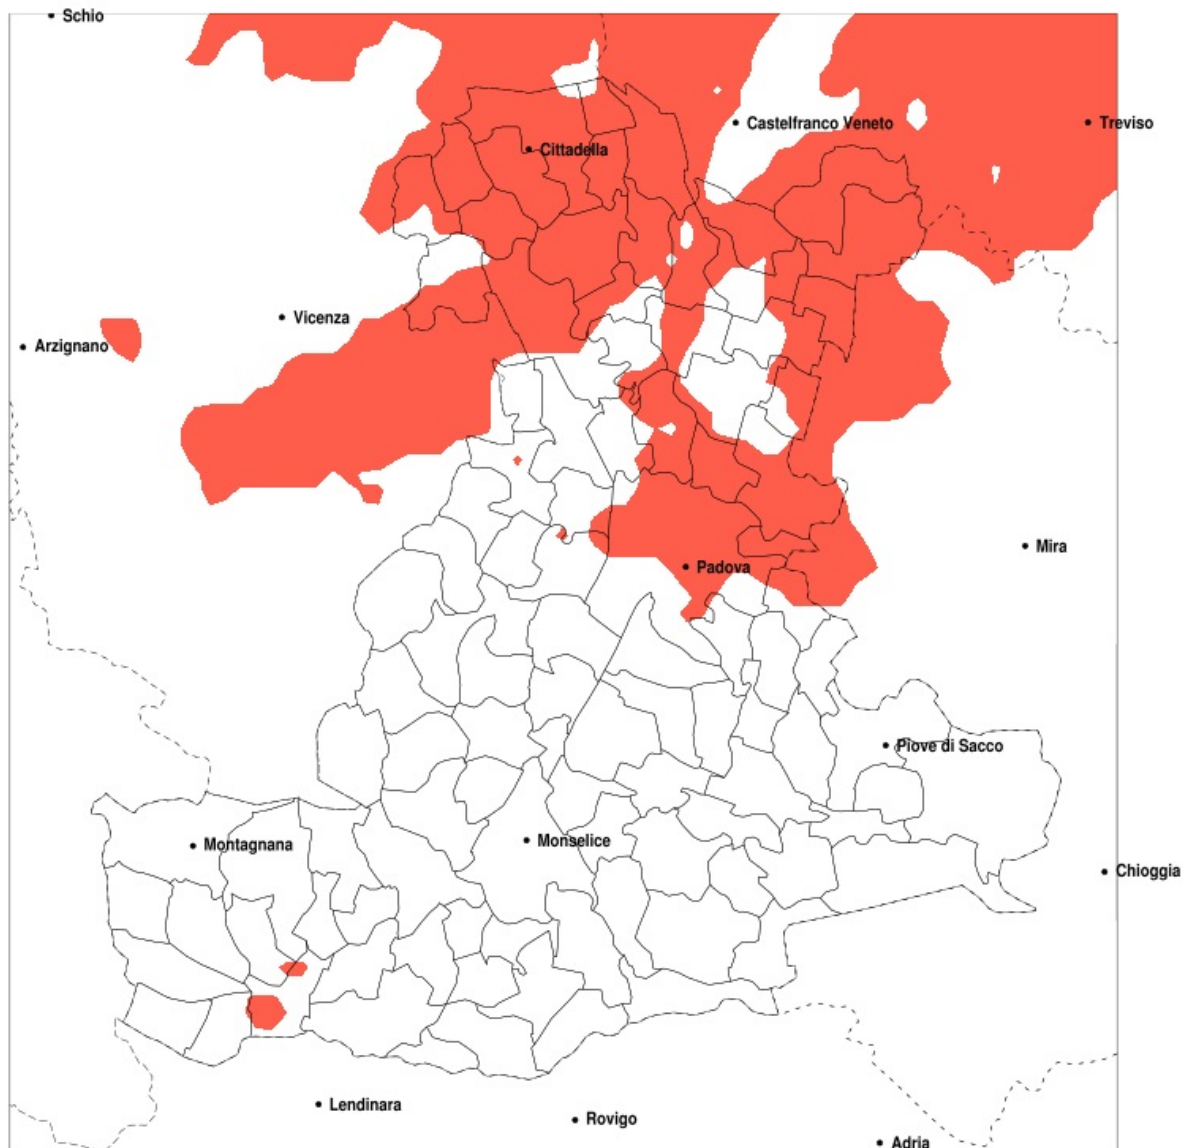 Schio
Castelfranco Veneto
Treviso
Cittadella
Vicenza
Arzignano
Mira
Padova
Piove di Sacco
Montagnana
Monselice
Chioggia
Lendinara
Rovigo
Adria